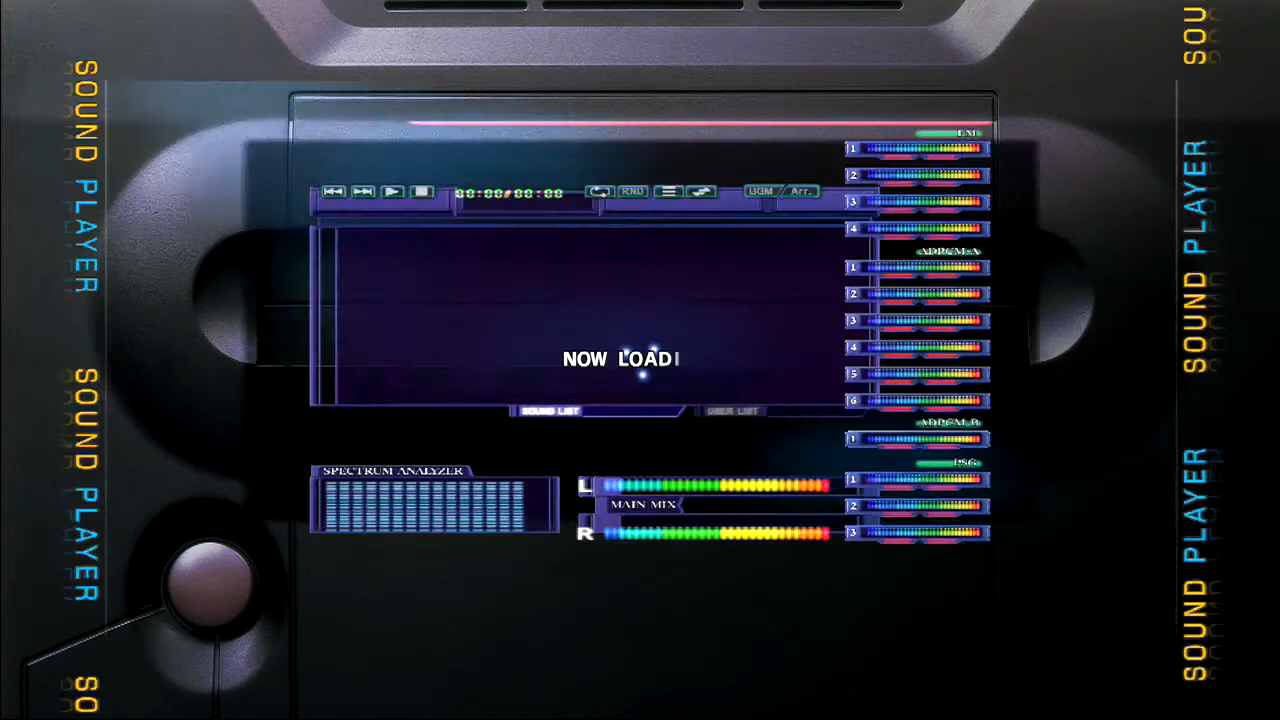 SOUND PLAYER
SOUND PLAYER
SO
SOU
SOUND PLAYER
SOUND PLAYER
00:00/00:00
RND
BGM
Arr.
NOW LOADI
SOUND LIST
USER LIST
SPECTRUM ANALYZER
L
MAIN MIX
R
FM
1
2
3
4
ADPCM-A
1
2
3
4
5
6
ADPCM-B
1
PSG
1
2
3